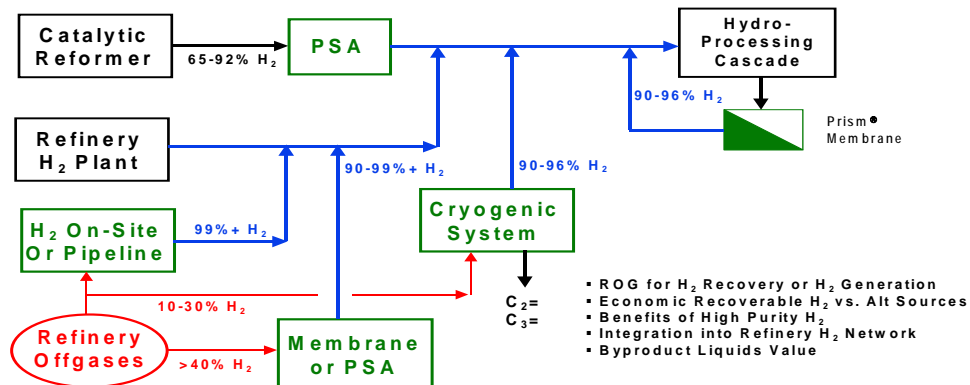 Catalytic
Reformer
65-92% H₂
PSA
Hydro-
Processing
Cascade
90-96% H₂
Prism®
Membrane
Refinery
H₂ Plant
90-99%+ H₂
90-96% H₂
H₂ On-Site
Or Pipeline
99%+ H₂
Cryogenic
System
10-30% H₂
C₂=
C₃=
Refinery
Offgases
>40% H₂
Membrane
or PSA
▪ ROG for H₂ Recovery or H₂ Generation
▪ Economic Recoverable H₂ vs. Alt Sources
▪ Benefits of High Purity H₂
▪ Integration into Refinery H₂ Network
▪ Byproduct Liquids Value